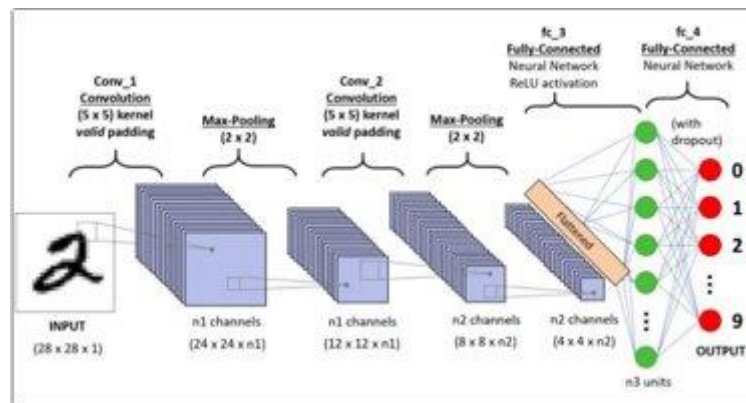 fc_3
Fully-Connected
Neural Network
ReLU activation
fc_4
Fully-Connected
Neural Network
Conv_1
Convolution
(5 x 5) kernel
valid padding
Max-Pooling
(2 x 2)
Conv_2
Convolution
(5 x 5) kernel
valid padding
Max-Pooling
(2 x 2)
(with
dropout)
2
Flattened
0
1
2
⋮
9
INPUT
(28 x 28 x 1)
n1 channels
(24 x 24 x n1)
n1 channels
(12 x 12 x n1)
n2 channels
(8 x 8 x n2)
n2 channels
(4 x 4 x n2)
n3 units
OUTPUT